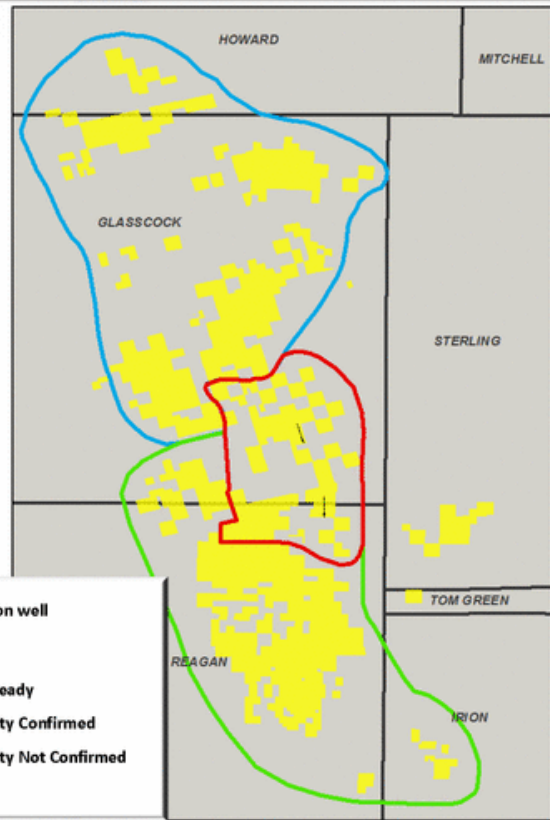 HOWARD
MITCHELL
GLASSCOCK
STERLING
on well
TOM GREEN
REAGAN
eady
IRION
ty Confirmed
ty Not Confirmed